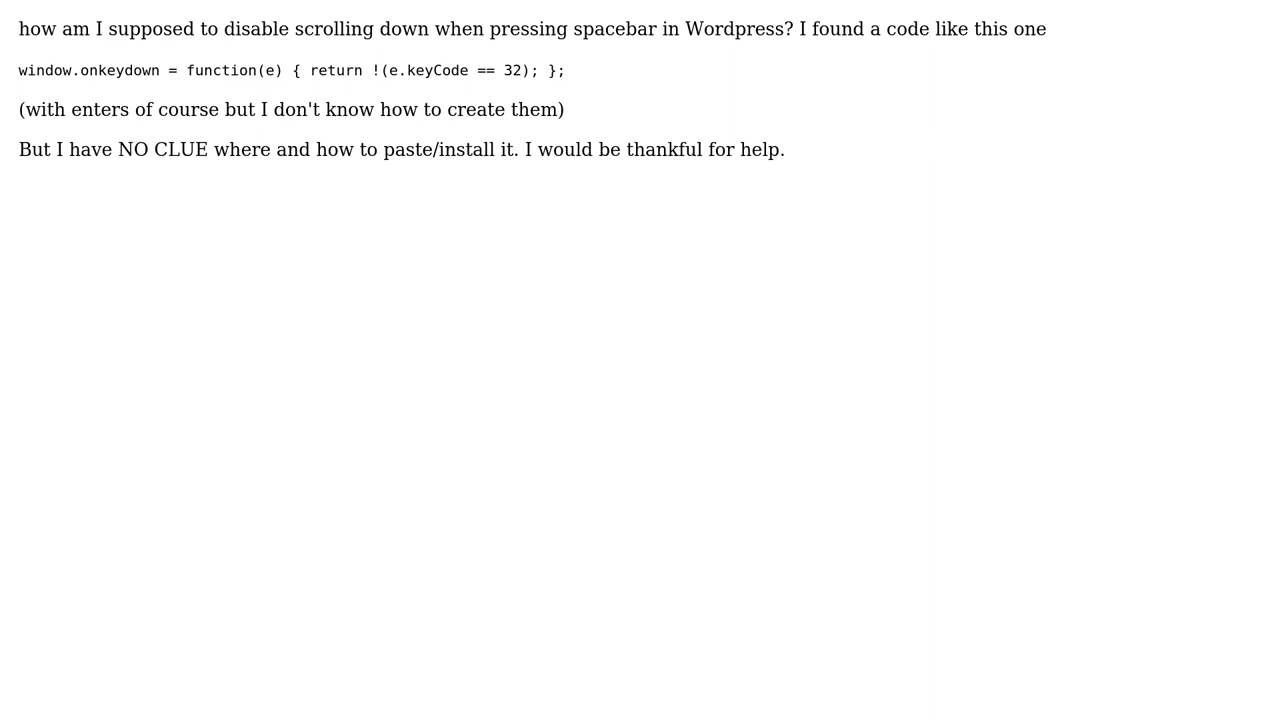 how am I supposed to disable scrolling down when pressing spacebar in Wordpress? I found a code like this one
window.onkeydown = function(e) { return !(e.keyCode == 32); };
(with enters of course but I don't know how to create them)
But I have NO CLUE where and how to paste/install it. I would be thankful for help.